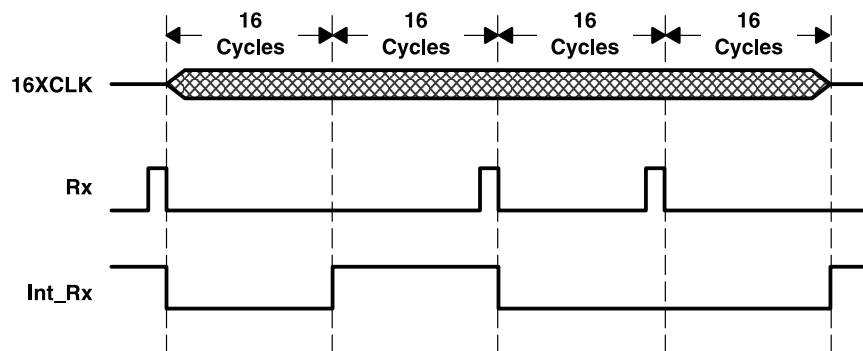 16 16 16 16
Cycles Cycles Cycles Cycles
16XCLK
Rx
Int_Rx